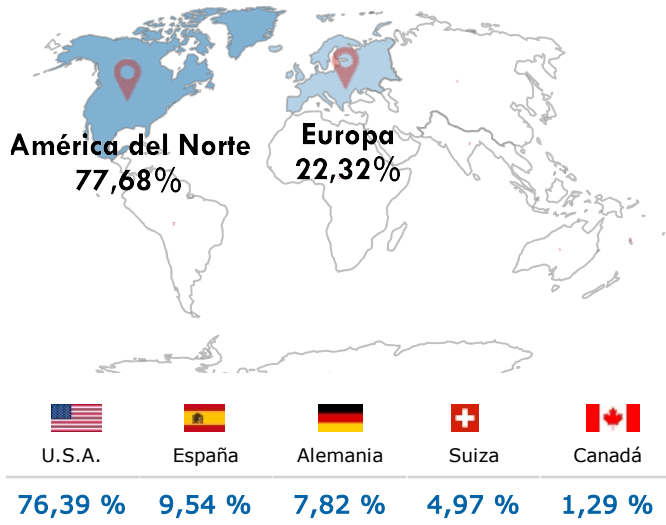 América del Norte
77,68%
Europa
22,32%
U.S.A.
España
Alemania
Suiza
Canadá
76,39 %
9,54 %
7,82 %
4,97 %
1,29 %